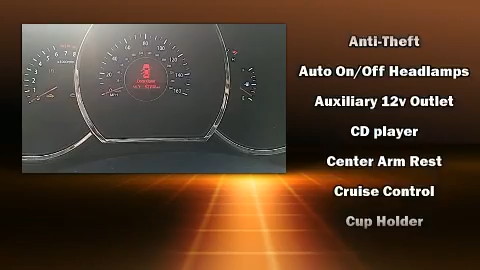 Anti-Theft
Auto On/Off Headlamps
Auxiliary 12v Outlet
CD player
Center Arm Rest
Cruise Control
Cup Holder